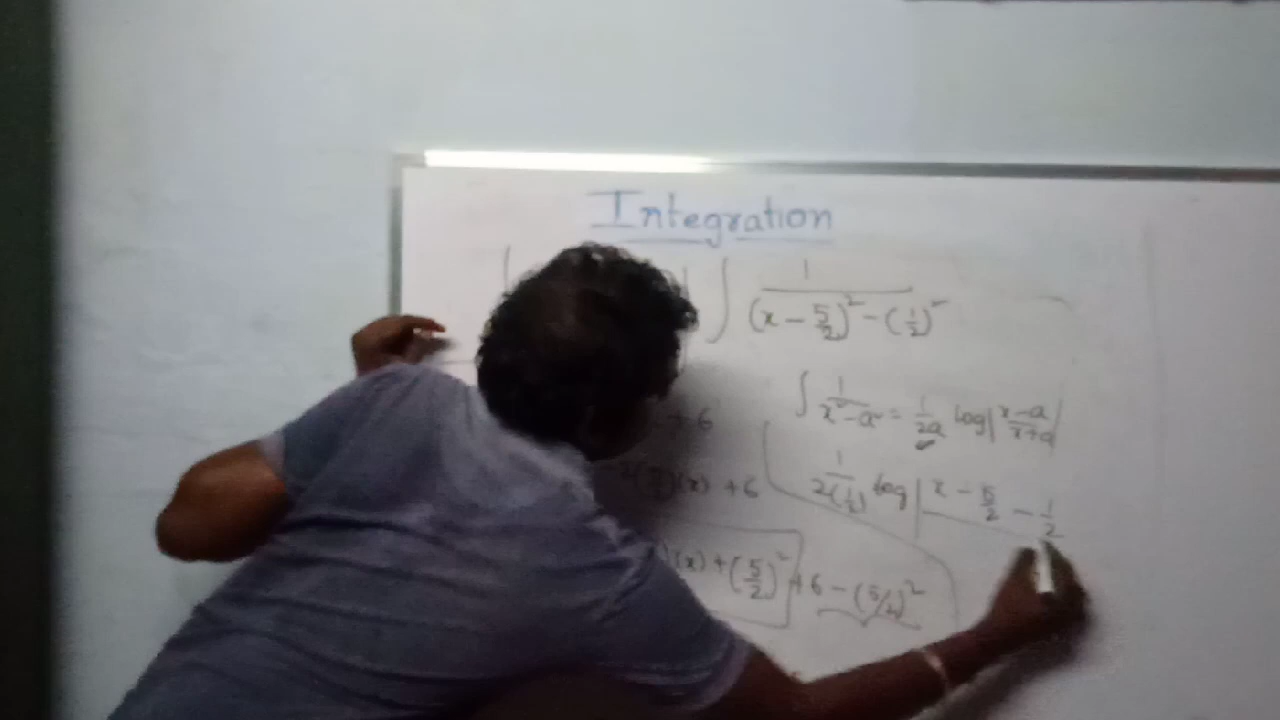 Integration
∫ 1/((x - 5/2)² - (1/2)²)
∫ 1/(x² - a²) = 1/2a log|x-a/x+a|
+ 6
1/2(1/2) log|x - 5/2 - 1/2
-2(5/2)(x) + 6
(x) + (5/2)² + 6 - (5/2)²